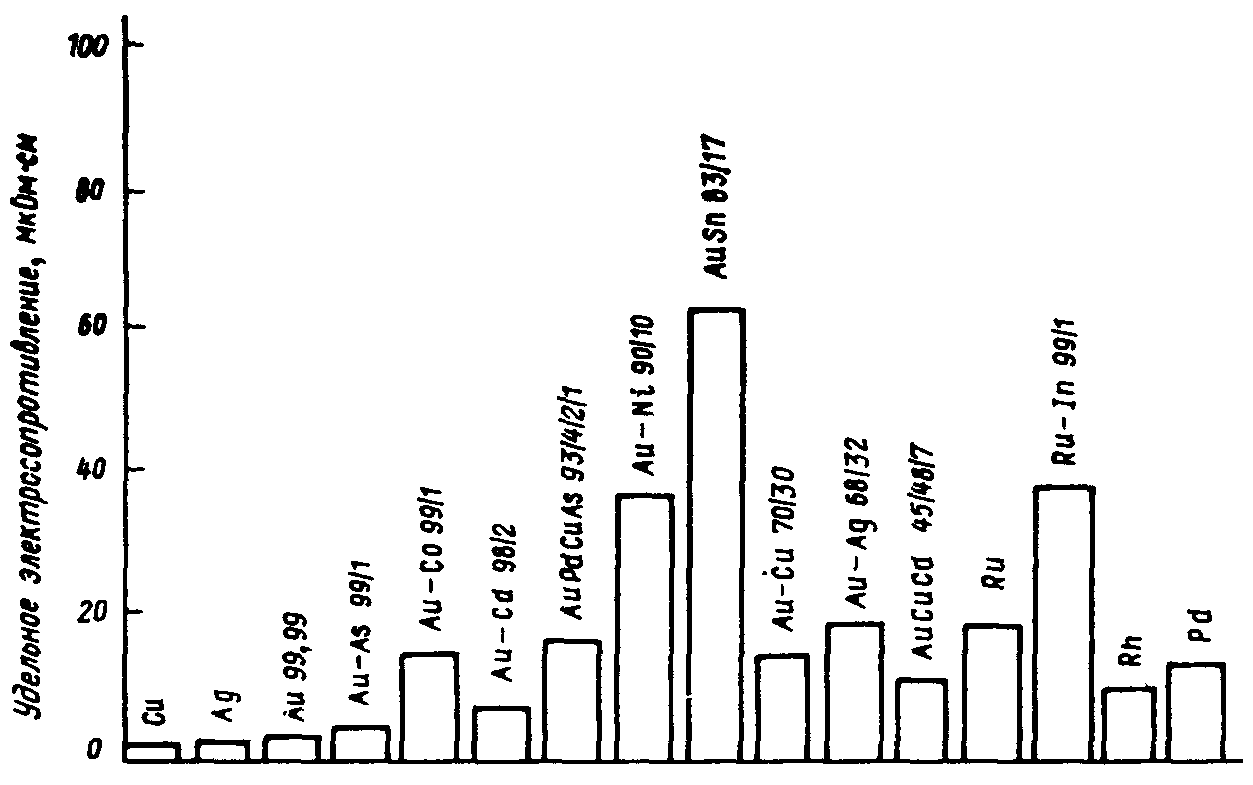 Удельное электросопротивление, мкОм·см
100
80
60
40
20
0
Cu
Ag
Au 99,99
Au-As 99/1
Au-Co 99/1
Au-Cd 98/2
AuPdCuAs 93/4/2/1
Au-Ni 90/10
AuSn 83/17
Au-Cu 70/30
Au-Ag 68/32
AuCuCd 45/48/7
Ru
Ru-In 99/1
Rh
Pd